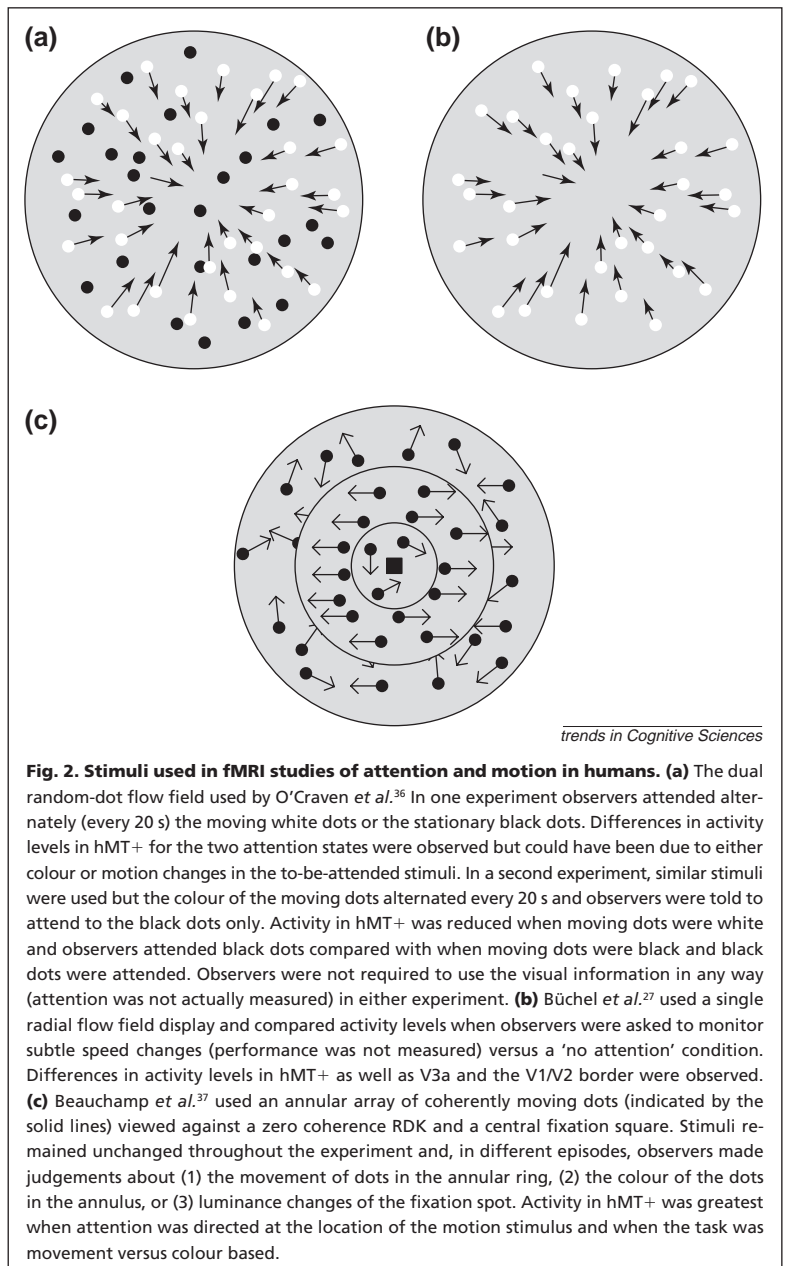 (a)
(b)
(c)
trends in Cognitive Sciences
Fig. 2. Stimuli used in fMRI studies of attention and motion in humans. (a) The dual
random-dot flow field used by O’Craven et al.36 In one experiment observers attended alter-
nately (every 20 s) the moving white dots or the stationary black dots. Differences in activity
levels in hMT+ for the two attention states were observed but could have been due to either
colour or motion changes in the to-be-attended stimuli. In a second experiment, similar stimuli
were used but the colour of the moving dots alternated every 20 s and observers were told to
attend to the black dots only. Activity in hMT+ was reduced when moving dots were white
and observers attended black dots compared with when moving dots were black and black
dots were attended. Observers were not required to use the visual information in any way
(attention was not actually measured) in either experiment. (b) Büchel et al.27 used a single
radial flow field display and compared activity levels when observers were asked to monitor
subtle speed changes (performance was not measured) versus a ‘no attention’ condition.
Differences in activity levels in hMT+ as well as V3a and the V1/V2 border were observed.
(c) Beauchamp et al.37 used an annular array of coherently moving dots (indicated by the
solid lines) viewed against a zero coherence RDK and a central fixation square. Stimuli re-
mained unchanged throughout the experiment and, in different episodes, observers made
judgements about (1) the movement of dots in the annular ring, (2) the colour of the dots
in the annulus, or (3) luminance changes of the fixation spot. Activity in hMT+ was greatest
when attention was directed at the location of the motion stimulus and when the task was
movement versus colour based.